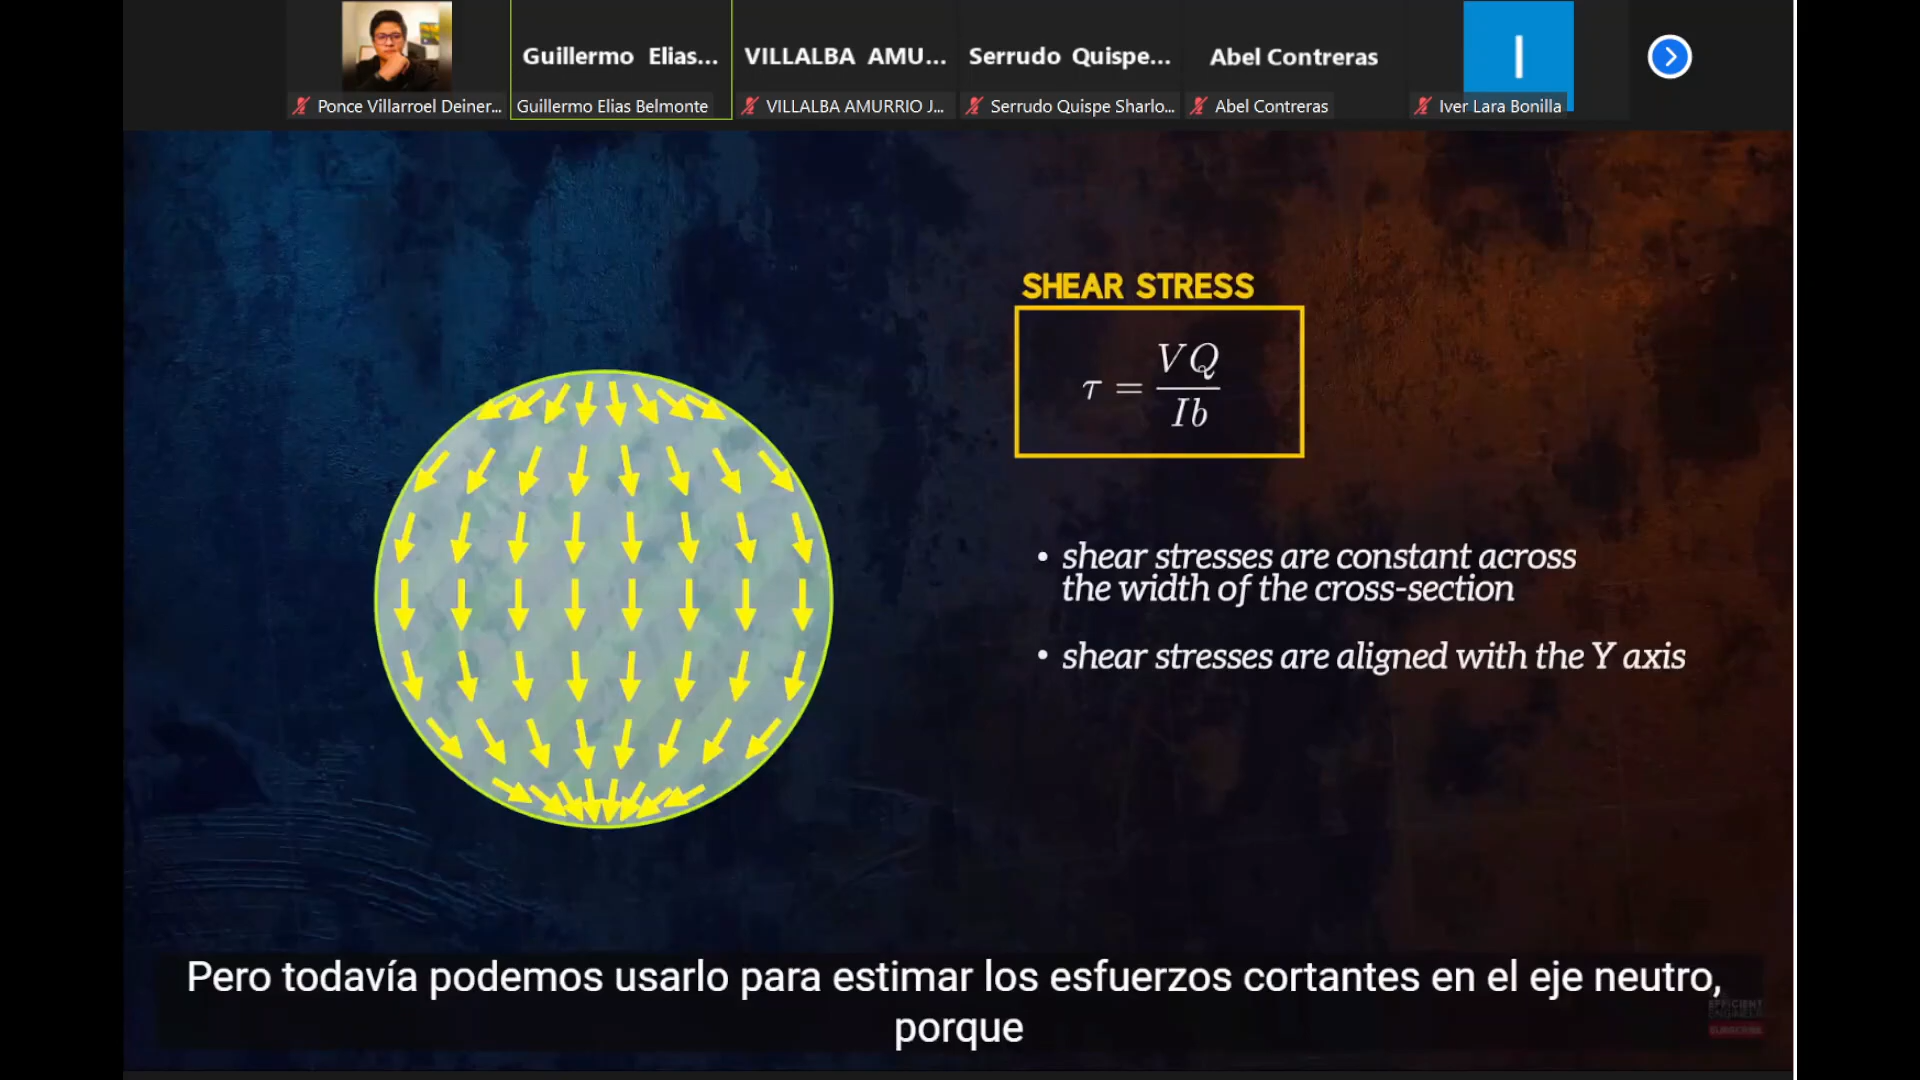 Guillermo Elias...
VILLALBA AMU...
Serrudo Quispe...
Abel Contreras
I
Ponce Villarroel Deiner...
Guillermo Elias Belmonte
VILLALBA AMURRIO J...
Serrudo Quispe Sharlo...
Abel Contreras
Iver Lara Bonilla
SHEAR STRESS
τ = VQ / Ib
• shear stresses are constant across
the width of the cross-section
• shear stresses are aligned with the Y axis
Pero todavía podemos usarlo para estimar los esfuerzos cortantes en el eje neutro,
porque
EFFICIENT
ENGINEER
SUBSCRIBE